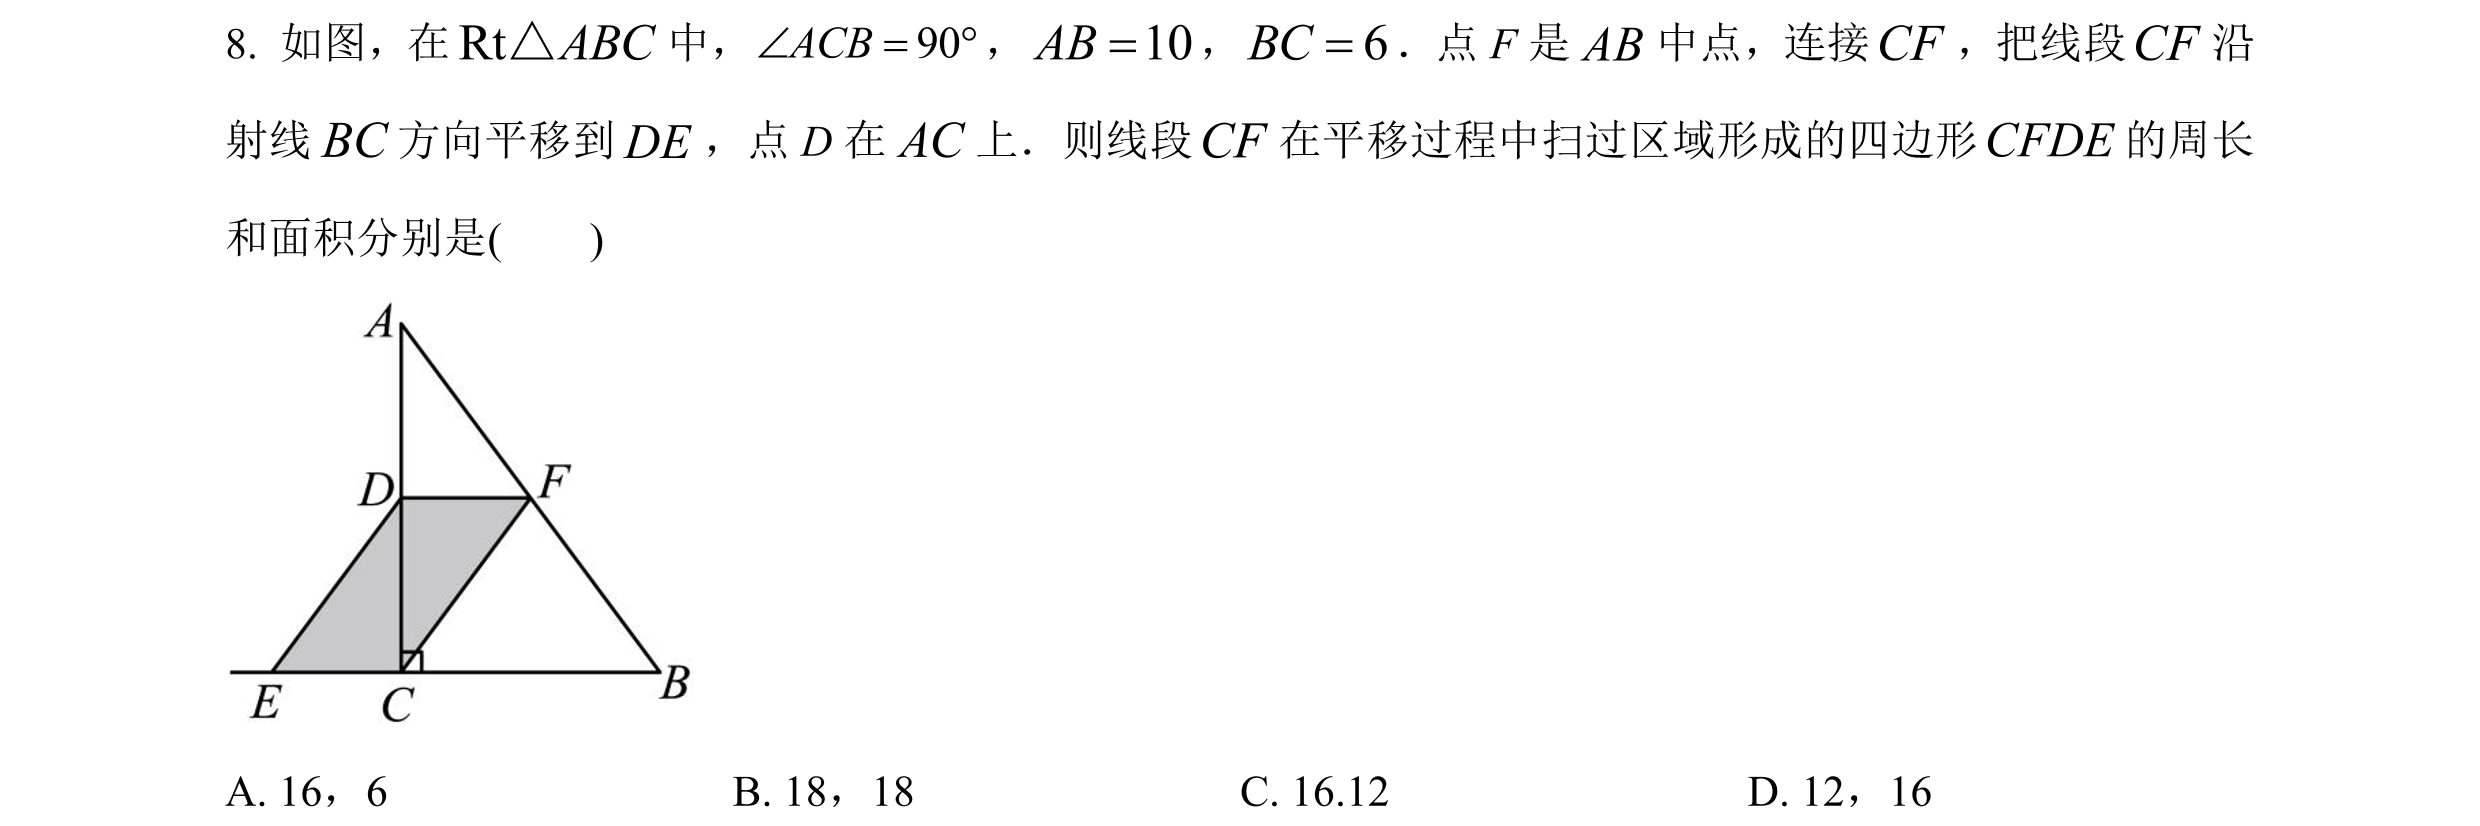 8. 如图，在 Rt△ABC 中，∠ACB = 90°，AB = 10，BC = 6．点 F 是 AB 中点，连接 CF，把线段 CF 沿
射线 BC 方向平移到 DE，点 D 在 AC 上．则线段 CF 在平移过程中扫过区域形成的四边形 CFDE 的周长
和面积分别是(　　)
A
D
F
E
C
B
A. 16，6　　B. 18，18　　C. 16.12　　D. 12，16